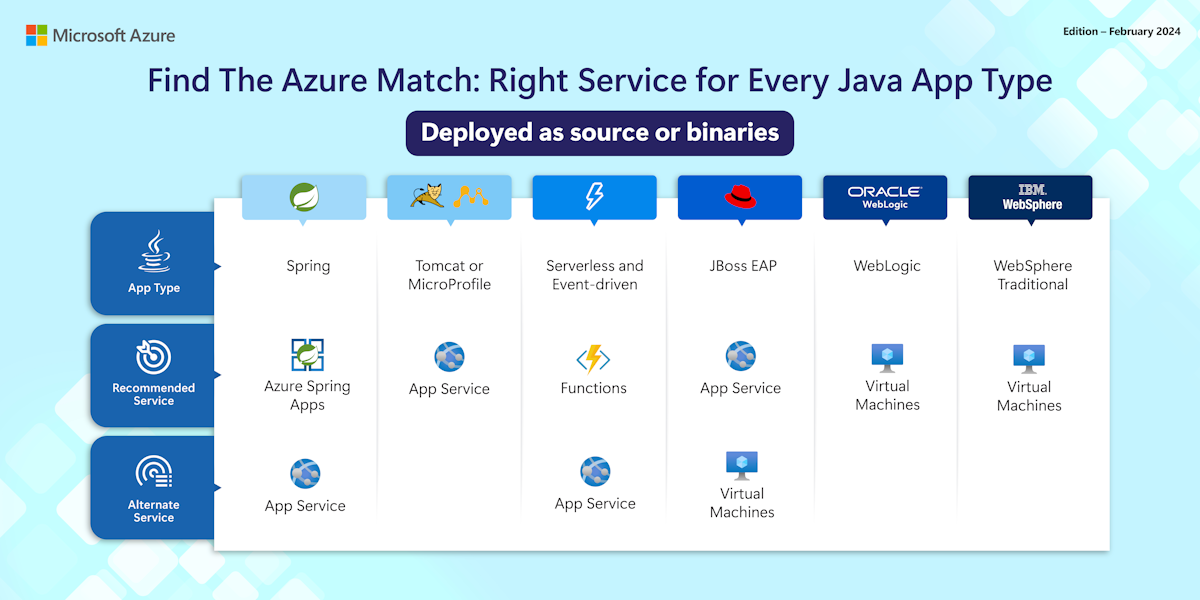 Microsoft Azure
Edition – February 2024
Find The Azure Match: Right Service for Every Java App Type
Deployed as source or binaries
ORACLE®
WebLogic
IBM.
WebSphere
App Type
Spring
Tomcat or
MicroProfile
Serverless and
Event-driven
JBoss EAP
WebLogic
WebSphere
Traditional
Recommended
Service
Azure Spring
Apps
App Service
Functions
App Service
Virtual
Machines
Virtual
Machines
Alternate
Service
App Service
App Service
Virtual
Machines